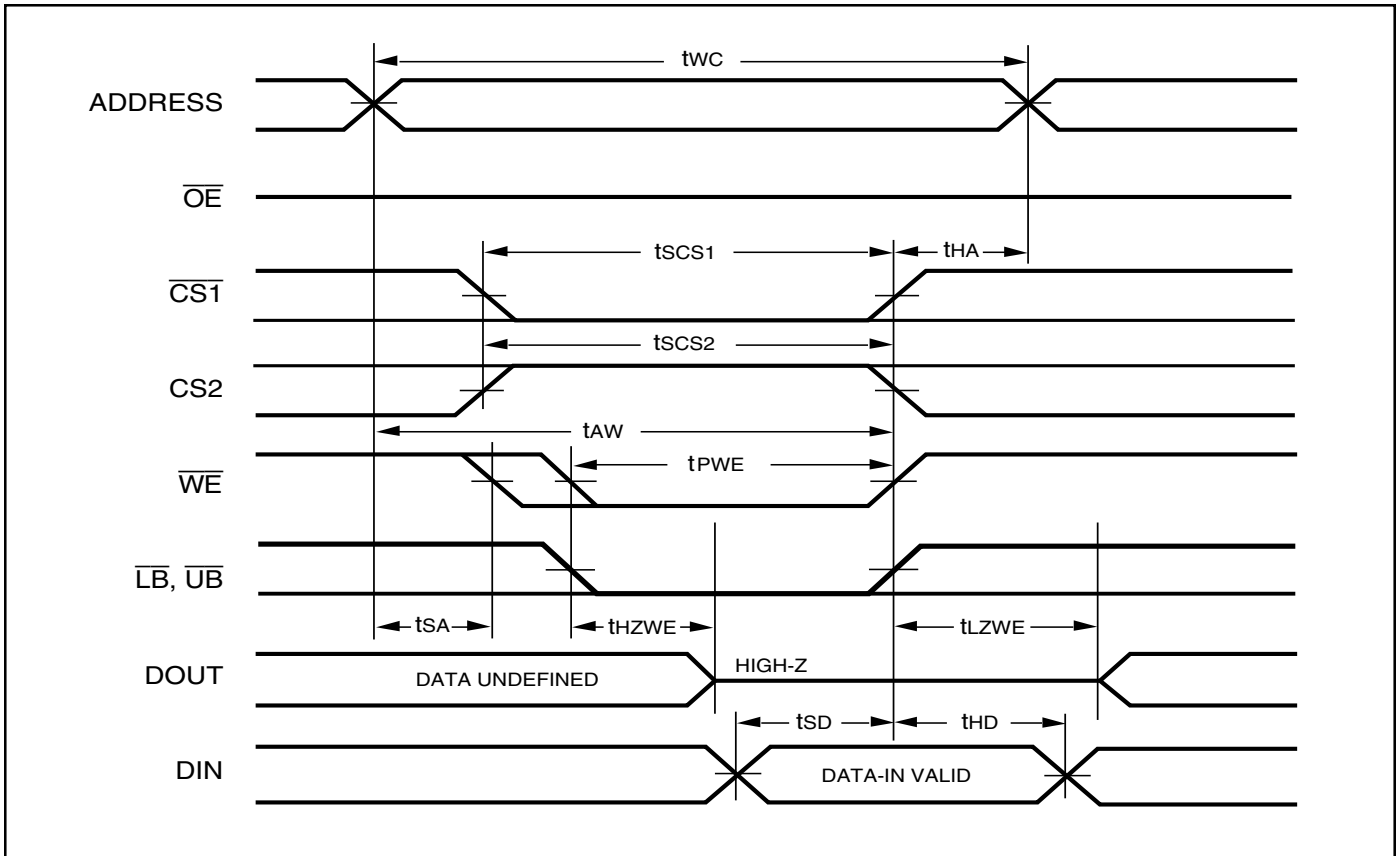 tWC
ADDRESS
OE
tSCS1
tHA
CS1
tSCS2
CS2
tAW
tPWE
WE
LB, UB
tSA
tHZWE
tLZWE
DOUT
DATA UNDEFINED
HIGH-Z
tSD
tHD
DIN
DATA-IN VALID